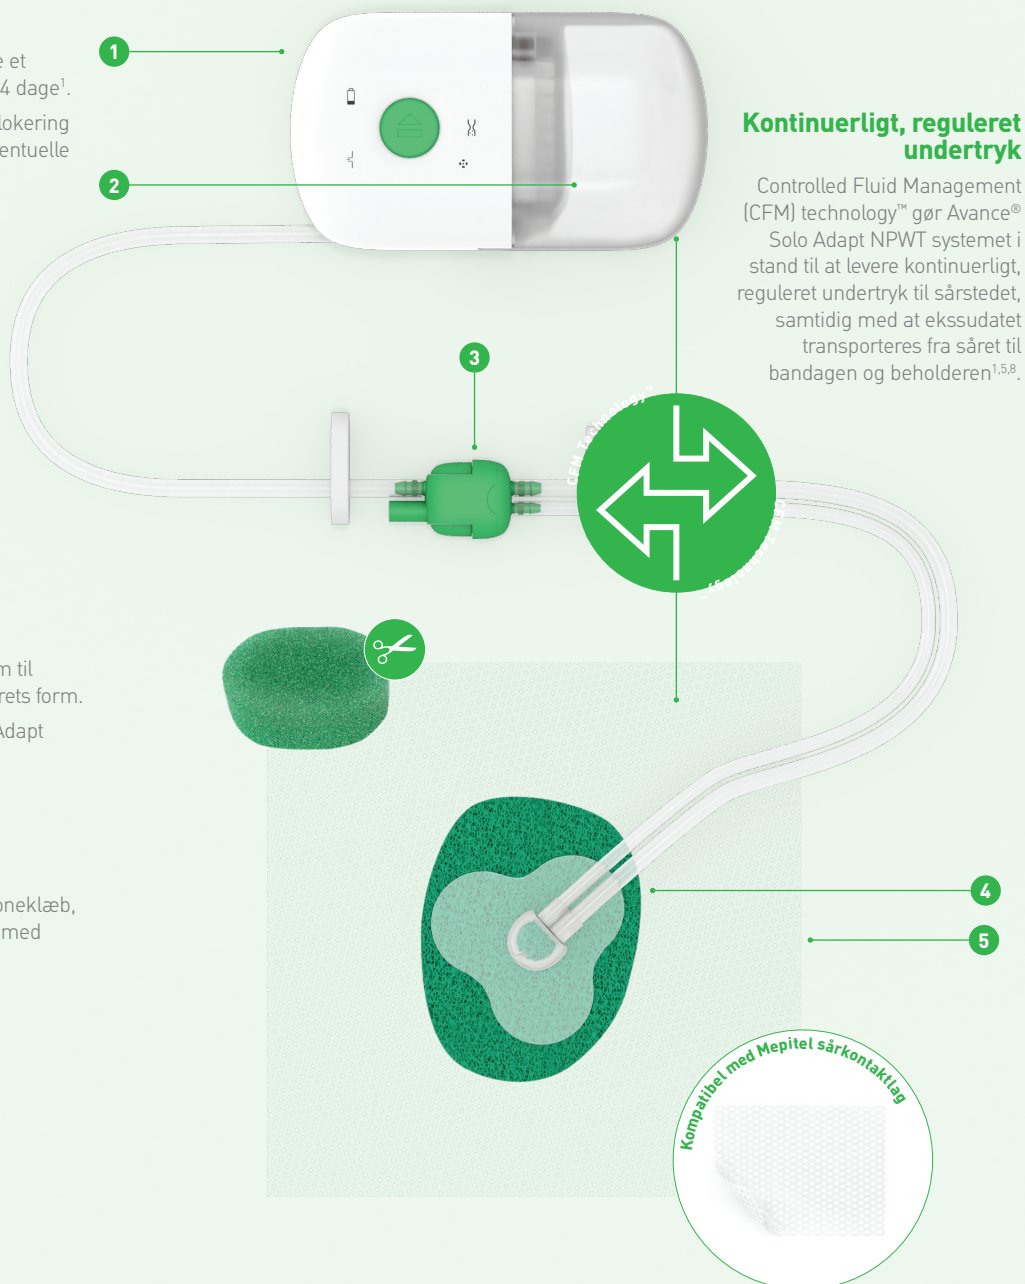 1
e et
4 dage¹.
lokering
entuelle
2
Kontinuerligt, reguleret
undertryk
Controlled Fluid Management
(CFM) technology™ gør Avance®
Solo Adapt NPWT systemet i
stand til at levere kontinuerligt,
reguleret undertryk til sårstedet,
samtidig med at ekssudatet
transporteres fra såret til
bandagen og beholderen¹,⁵,⁸.
3
CFM Technology™
CFM Technology™
m til
rets form.
Adapt
oneklæb,
med
4
5
Kompatibel med Mepitel sårkontaktlag